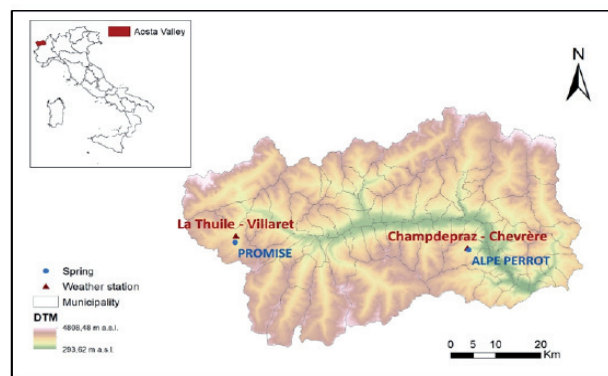 Aosta Valley
N
La Thuile - Villaret
PROMISE
Champdepraz - Chevrère
ALPE PERROT
Spring
Weather station
Municipality
DTM
4808,48 m a.s.l.
293,62 m a.s.l.
0 5 10 20
Km